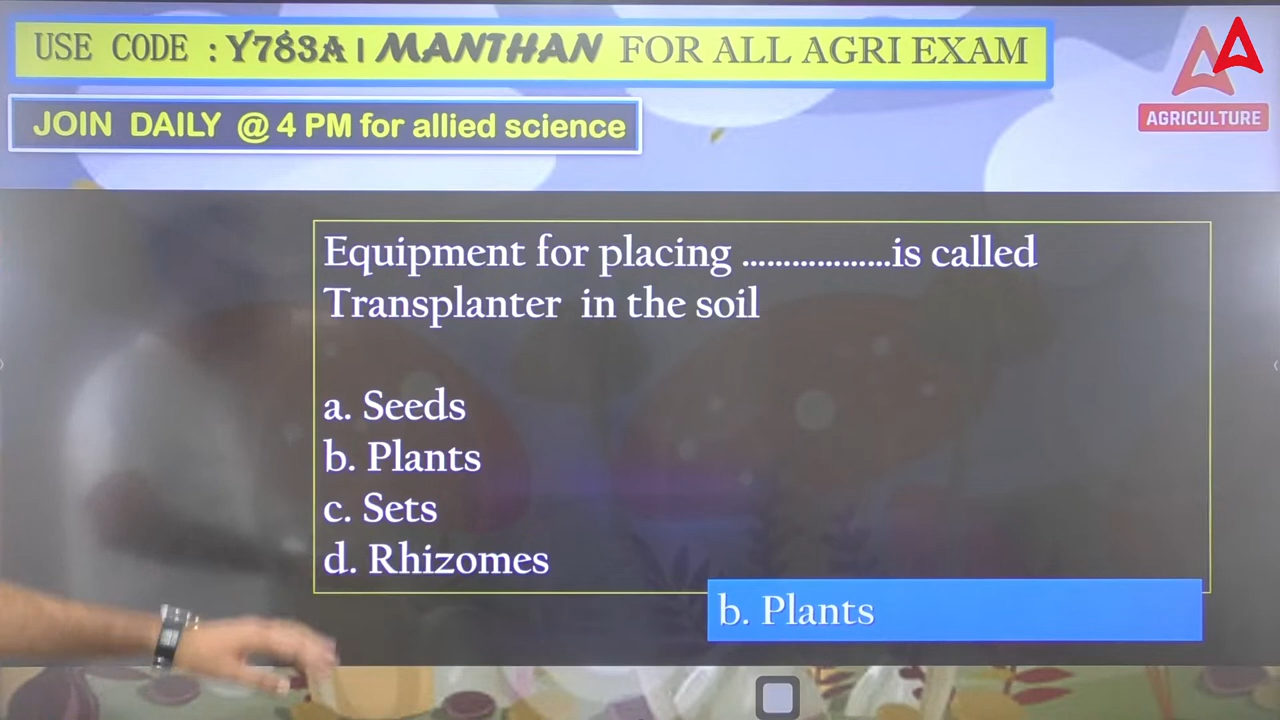 USE CODE : Y783A | MANTHAN FOR ALL AGRI EXAM
JOIN DAILY @ 4 PM for allied science
AGRICULTURE
Equipment for placing ………………is called
Transplanter in the soil
a. Seeds
b. Plants
c. Sets
d. Rhizomes
b. Plants